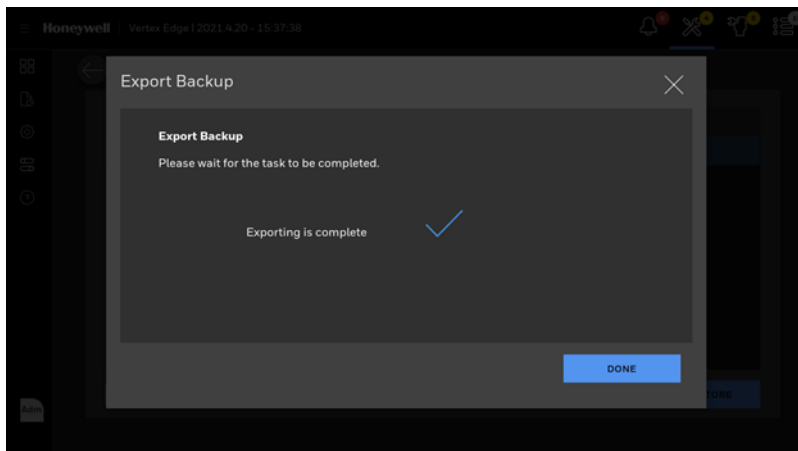 Honeywell | Vertex Edge | 2021.4.20 - 15:37:38
Export Backup
Export Backup
Please wait for the task to be completed.
Exporting is complete
DONE
Adm